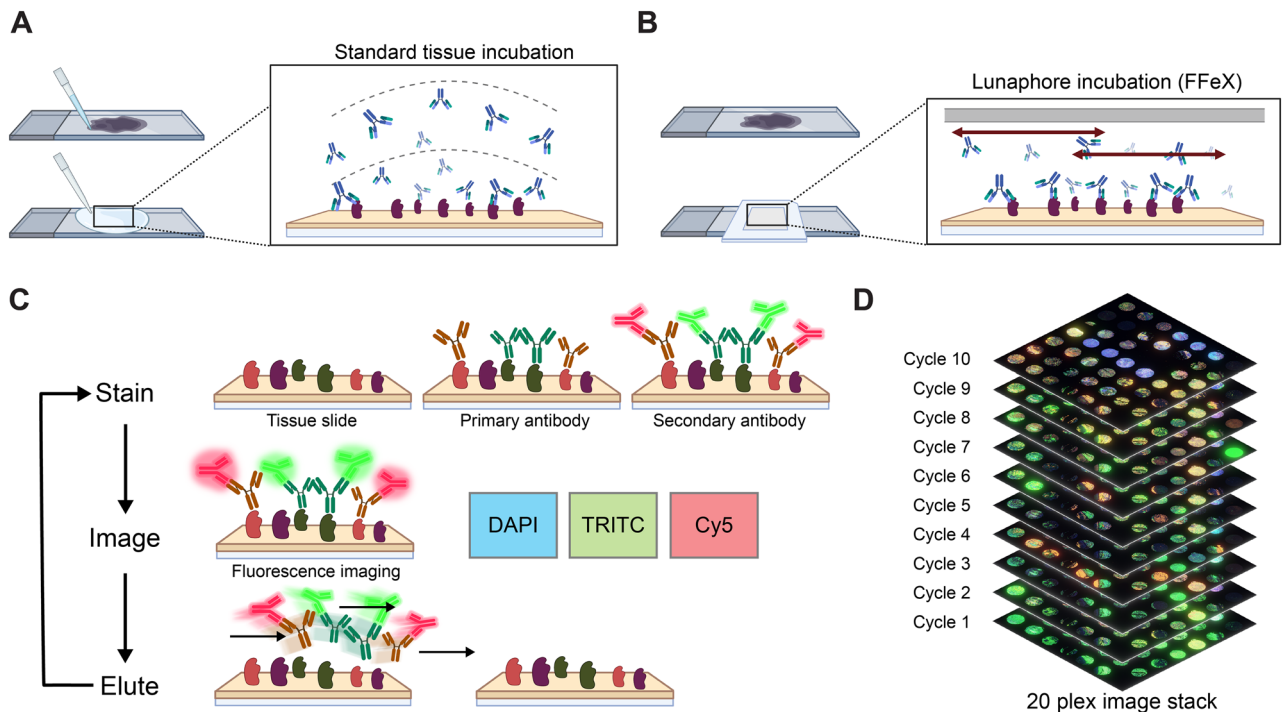 A
Standard tissue incubation
B
Lunaphore incubation (FFeX)
C
Stain
Tissue slide
Primary antibody
Secondary antibody
Image
Fluorescence imaging
DAPI
TRITC
Cy5
Elute
D
Cycle 10
Cycle 9
Cycle 8
Cycle 7
Cycle 6
Cycle 5
Cycle 4
Cycle 3
Cycle 2
Cycle 1
20 plex image stack